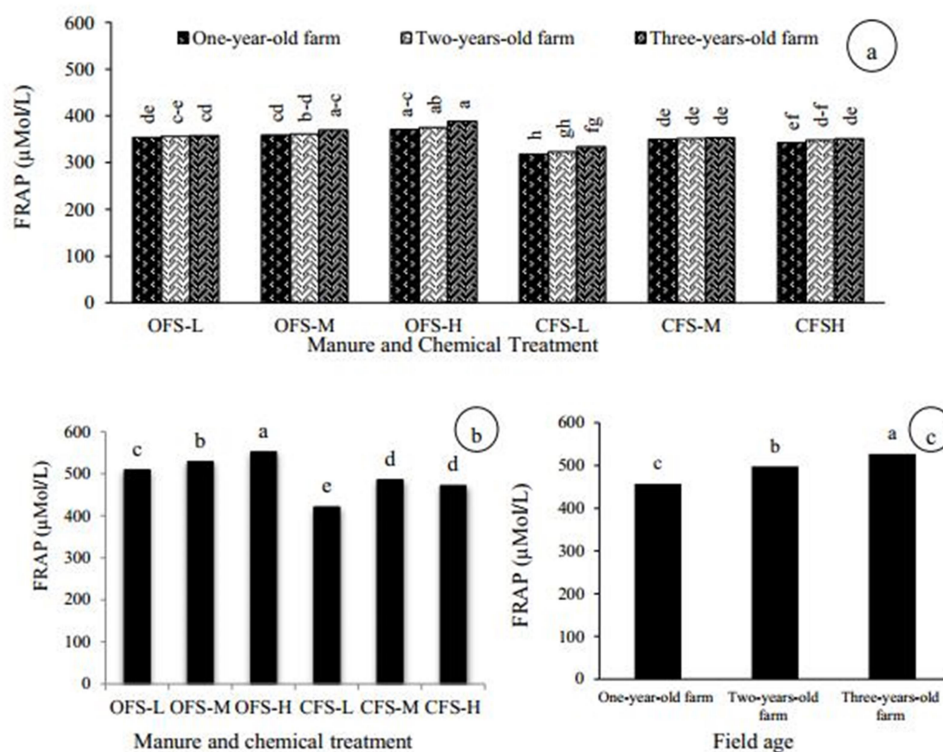 600
500
400
300
200
100
0
FRAP (µMol/L)
One-year-old farm Two-years-old farm Three-years-old farm
a
de c-e cd cd b-d a-c a-c ab a h gh fg de de de ef d-f de
OFS-L OFS-M OFS-H CFS-L CFS-M CFSH
Manure and Chemical Treatment
600
500
400
300
200
100
0
FRAP (µMol/L)
b
c b a e d d
OFS-L OFS-M OFS-H CFS-L CFS-M CFS-H
Manure and chemical treatment
600
500
400
300
200
100
0
FRAP (µMol/L)
c
c b a
One-year-old farm Two-years-old Three-years-old
farm farm
Field age